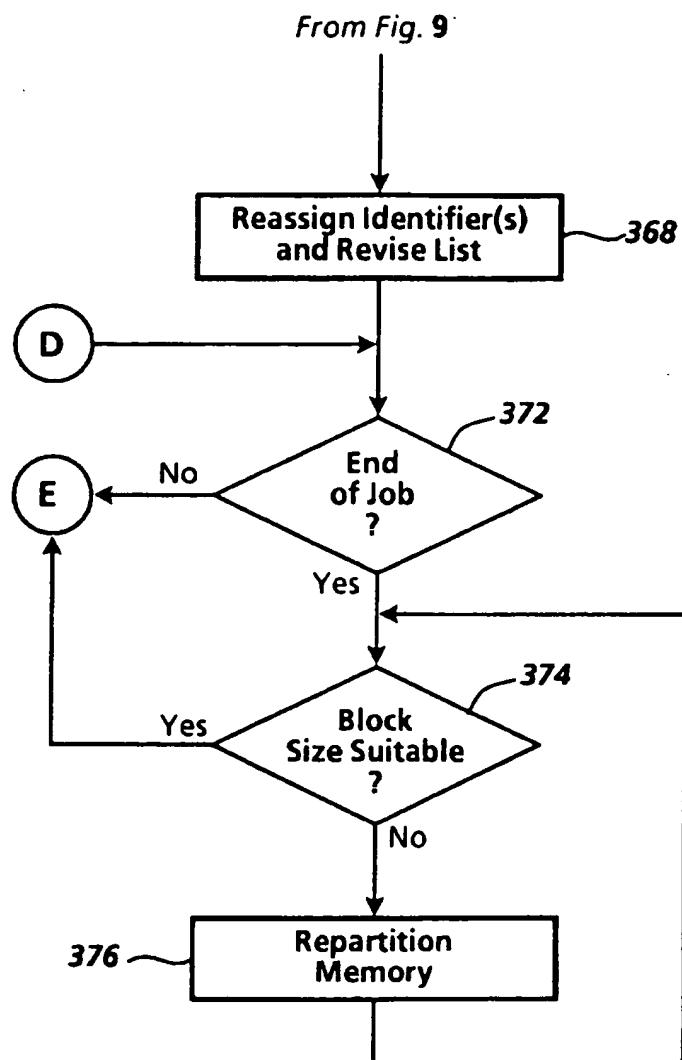 From Fig. 9
Reassign Identifier(s)
and Revise List
368
D
372
End
of Job
?
No
E
Yes
374
Block
Size Suitable
?
Yes
No
376
Repartition
Memory